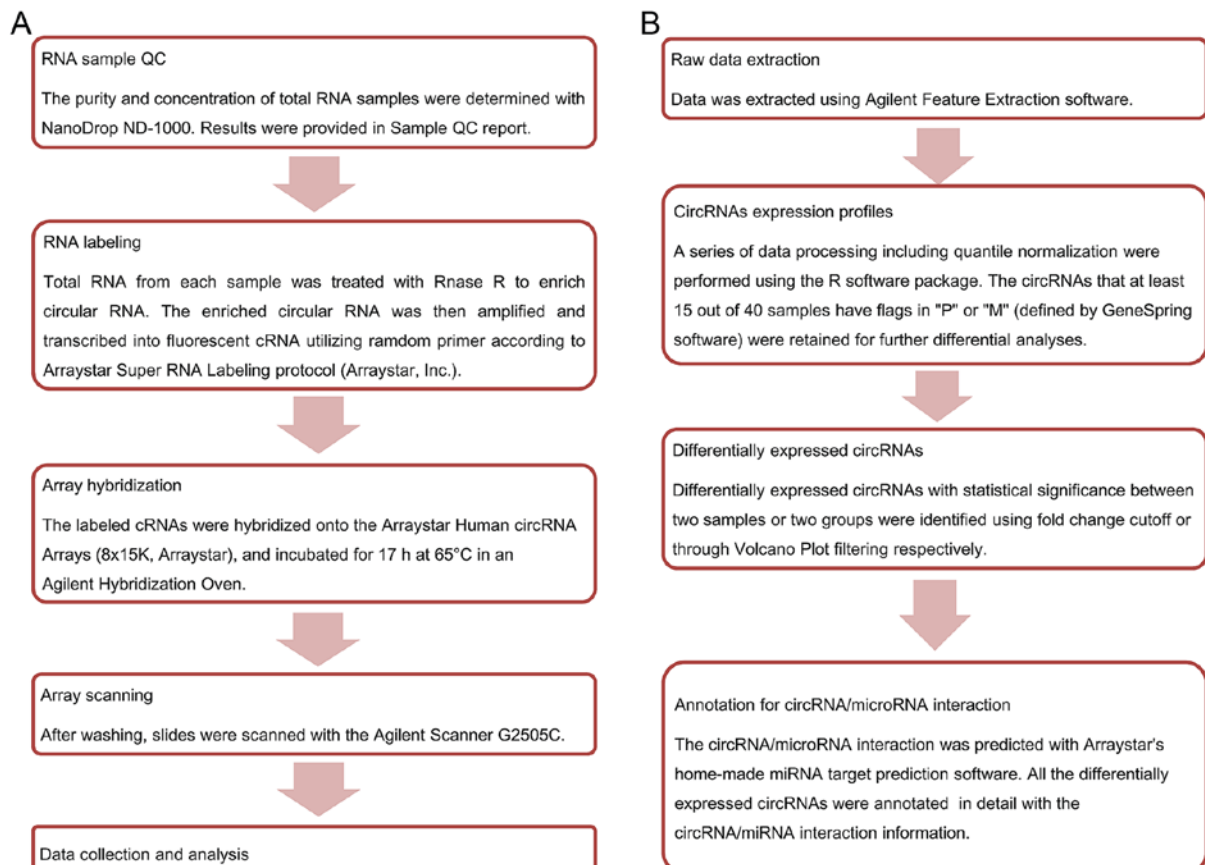 A
RNA sample QC
The purity and concentration of total RNA samples were determined with
NanoDrop ND-1000. Results were provided in Sample QC report.
RNA labeling
Total RNA from each sample was treated with Rnase R to enrich
circular RNA. The enriched circular RNA was then amplified and
transcribed into fluorescent cRNA utilizing ramdom primer according to
Arraystar Super RNA Labeling protocol (Arraystar, Inc.).
Array hybridization
The labeled cRNAs were hybridized onto the Arraystar Human circRNA
Arrays (8x15K, Arraystar), and incubated for 17 h at 65°C in an
Agilent Hybridization Oven.
Array scanning
After washing, slides were scanned with the Agilent Scanner G2505C.
Data collection and analysis
B
Raw data extraction
Data was extracted using Agilent Feature Extraction software.
CircRNAs expression profiles
A series of data processing including quantile normalization were
performed using the R software package. The circRNAs that at least
15 out of 40 samples have flags in "P" or "M" (defined by GeneSpring
software) were retained for further differential analyses.
Differentially expressed circRNAs
Differentially expressed circRNAs with statistical significance between
two samples or two groups were identified using fold change cutoff or
through Volcano Plot filtering respectively.
Annotation for circRNA/microRNA interaction
The circRNA/microRNA interaction was predicted with Arraystar's
home-made miRNA target prediction software. All the differentially
expressed circRNAs were annotated in detail with the
circRNA/miRNA interaction information.